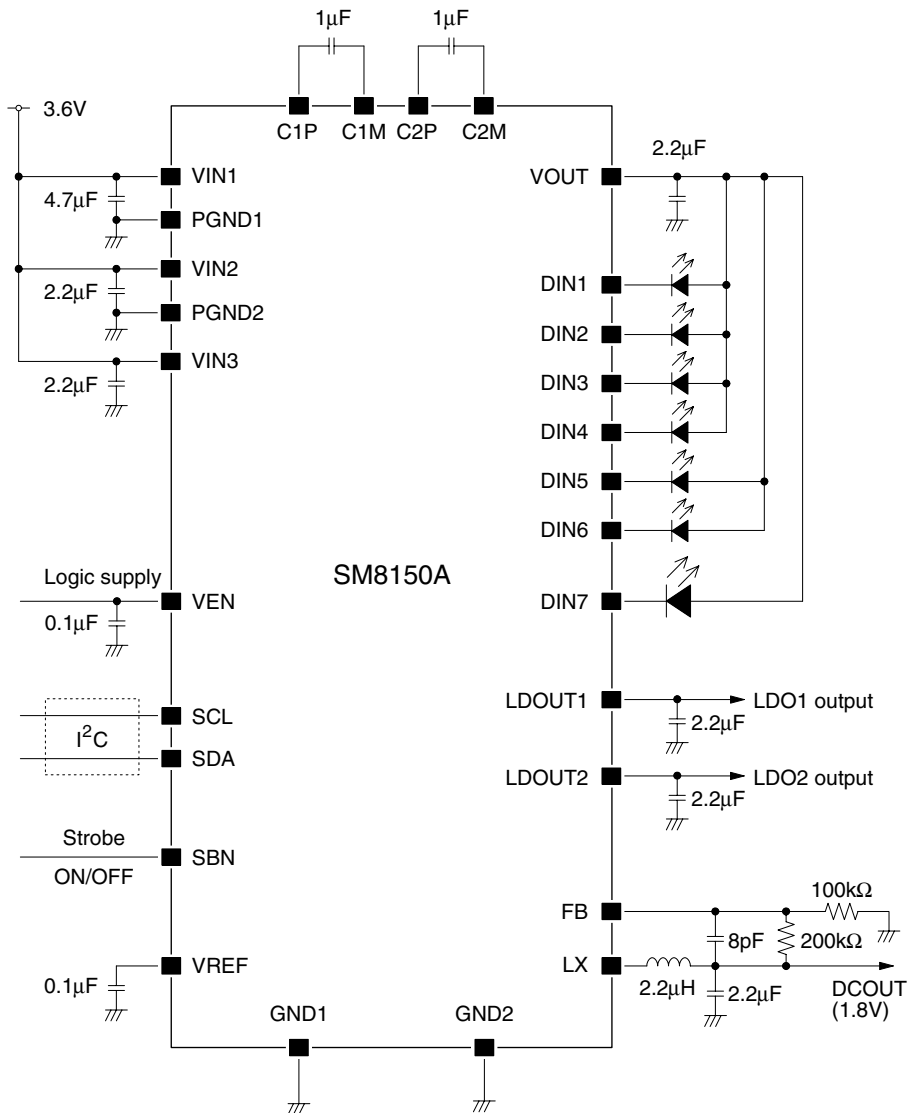 1μF
1μF
3.6V
C1P
C1M
C2P
C2M
VIN1
4.7μF
PGND1
VIN2
2.2μF
PGND2
VIN3
2.2μF
VOUT
2.2μF
DIN1
DIN2
DIN3
DIN4
DIN5
DIN6
DIN7
SM8150A
Logic supply
VEN
0.1μF
SCL
I²C
SDA
Strobe
ON/OFF
SBN
VREF
0.1μF
LDOUT1
LDO1 output
2.2μF
LDOUT2
LDO2 output
2.2μF
FB
100kΩ
8pF
200kΩ
LX
2.2μH
2.2μF
DCOUT
(1.8V)
GND1
GND2